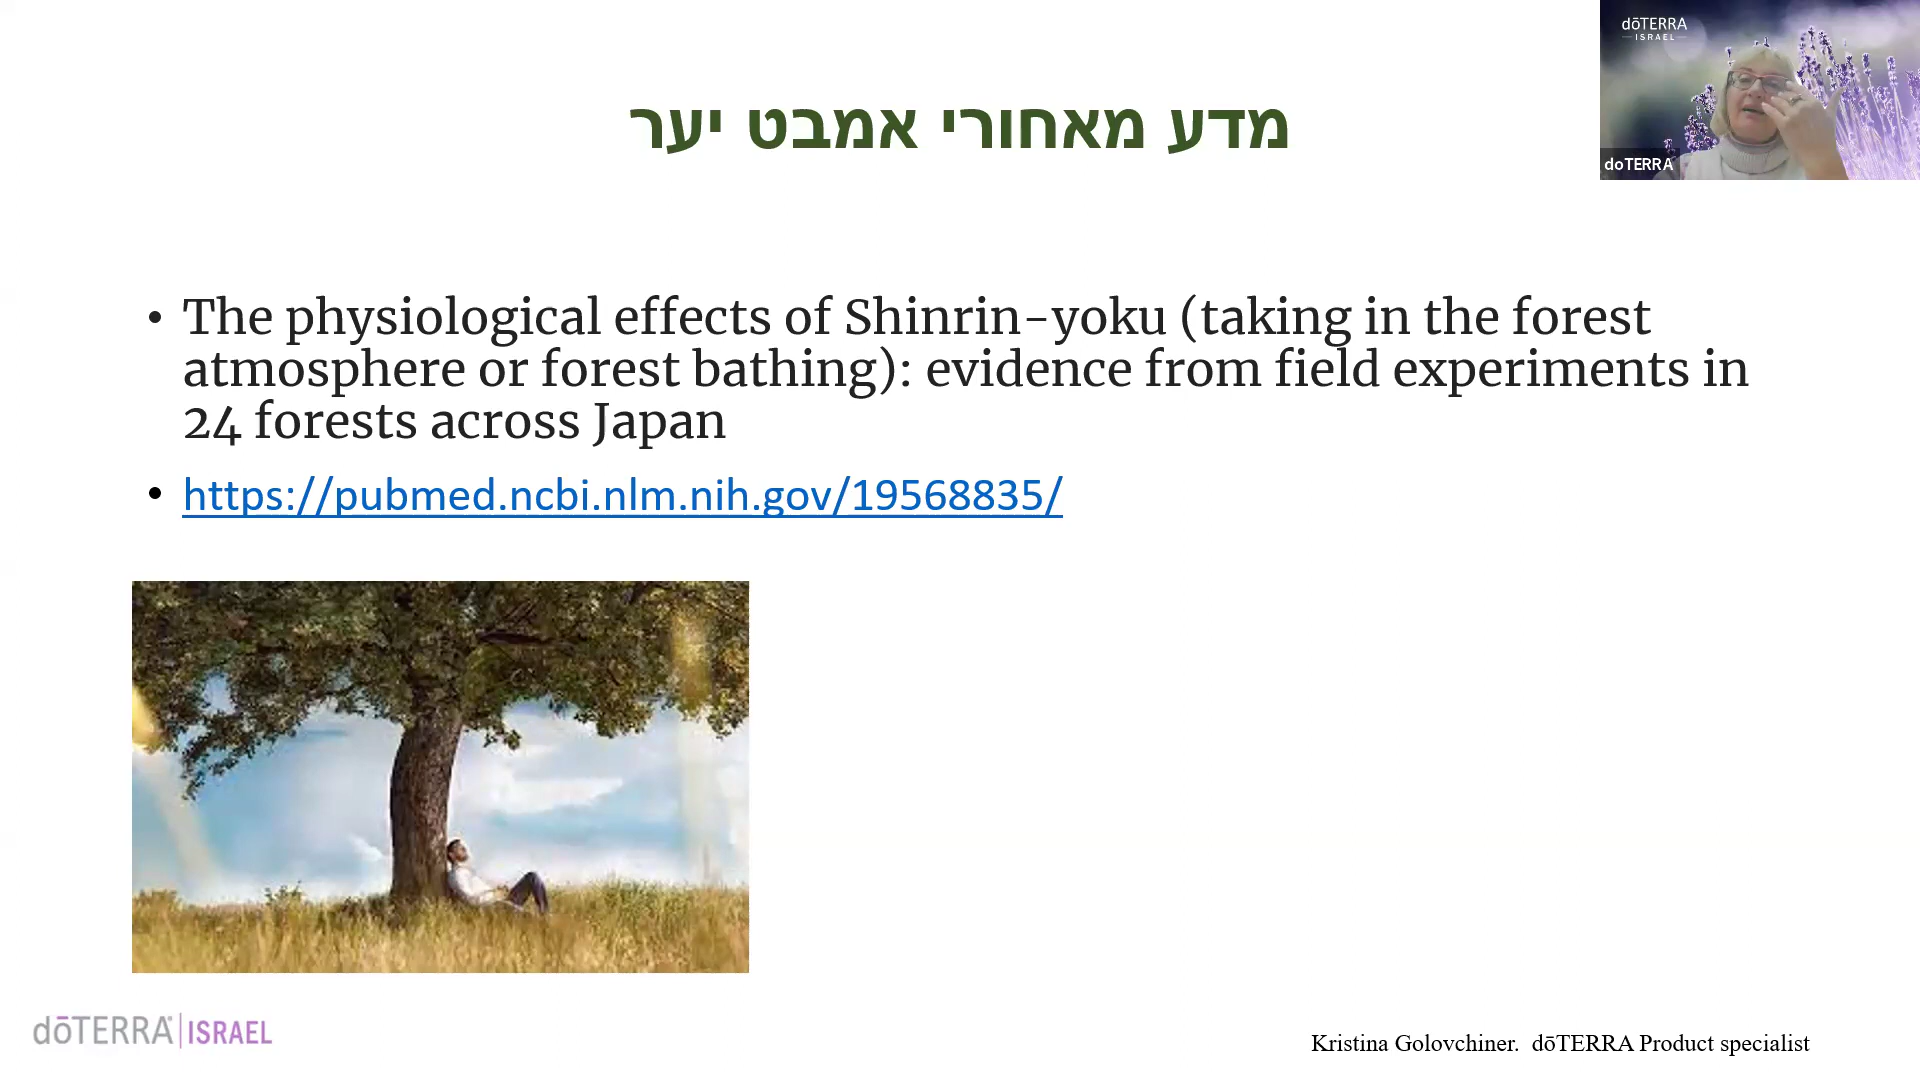 מדע מאחורי אמבט יער
dōTERRA
ISRAEL
doTERRA
• The physiological effects of Shinrin-yoku (taking in the forest
atmosphere or forest bathing): evidence from field experiments in
24 forests across Japan
• https://pubmed.ncbi.nlm.nih.gov/19568835/
dōTERRA ISRAEL
Kristina Golovchiner. dōTERRA Product specialist